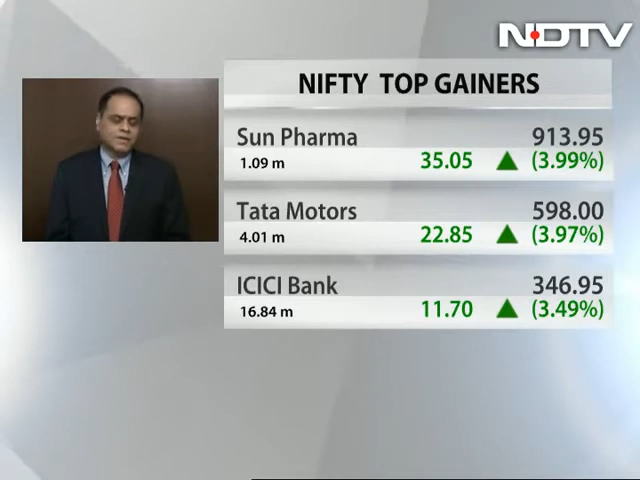 NDTV
NIFTY TOP GAINERS
Sun Pharma 913.95
1.09 m 35.05 (3.99%)
Tata Motors 598.00
4.01 m 22.85 (3.97%)
ICICI Bank 346.95
16.84 m 11.70 (3.49%)